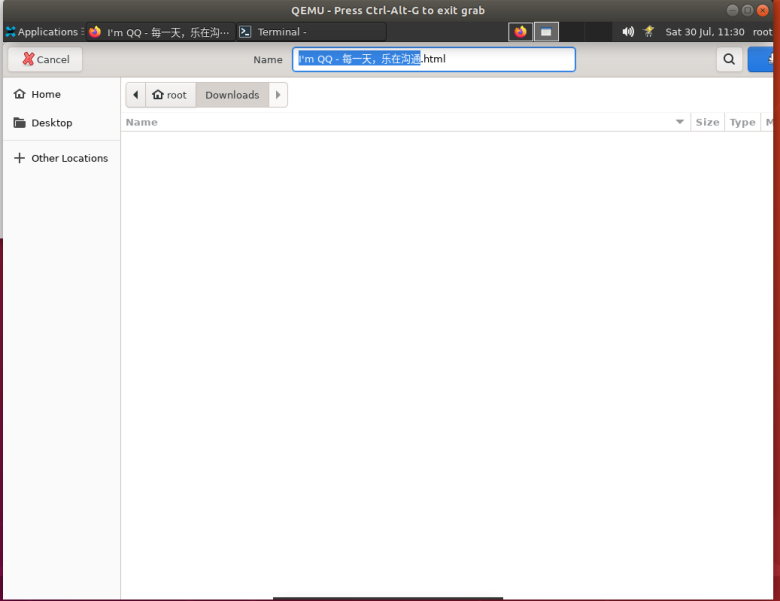 QEMU - Press Ctrl-Alt-G to exit grab
Applications I'm QQ - 每一天，乐在沟… Terminal - Sat 30 Jul, 11:30 root
Cancel Name I'm QQ - 每一天，乐在沟通.html
Home root Downloads
Desktop Name Size Type M
Other Locations